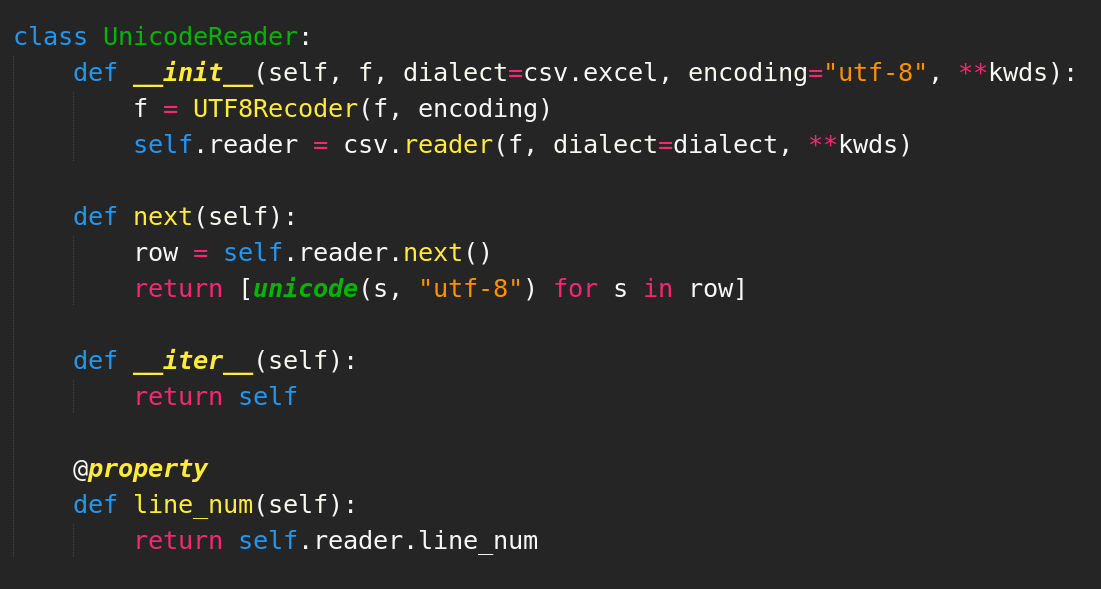 class UnicodeReader:
    def __init__(self, f, dialect=csv.excel, encoding="utf-8", **kwds):
        f = UTF8Recoder(f, encoding)
        self.reader = csv.reader(f, dialect=dialect, **kwds)

    def next(self):
        row = self.reader.next()
        return [unicode(s, "utf-8") for s in row]

    def __iter__(self):
        return self

    @property
    def line_num(self):
        return self.reader.line_num